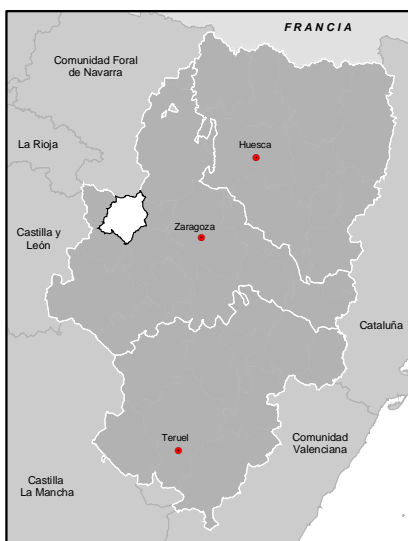 FRANCIA
Comunidad Foral
de Navarra
La Rioja
Huesca
Zaragoza
Castilla y
León
Cataluña
Teruel
Comunidad
Valenciana
Castilla
La Mancha